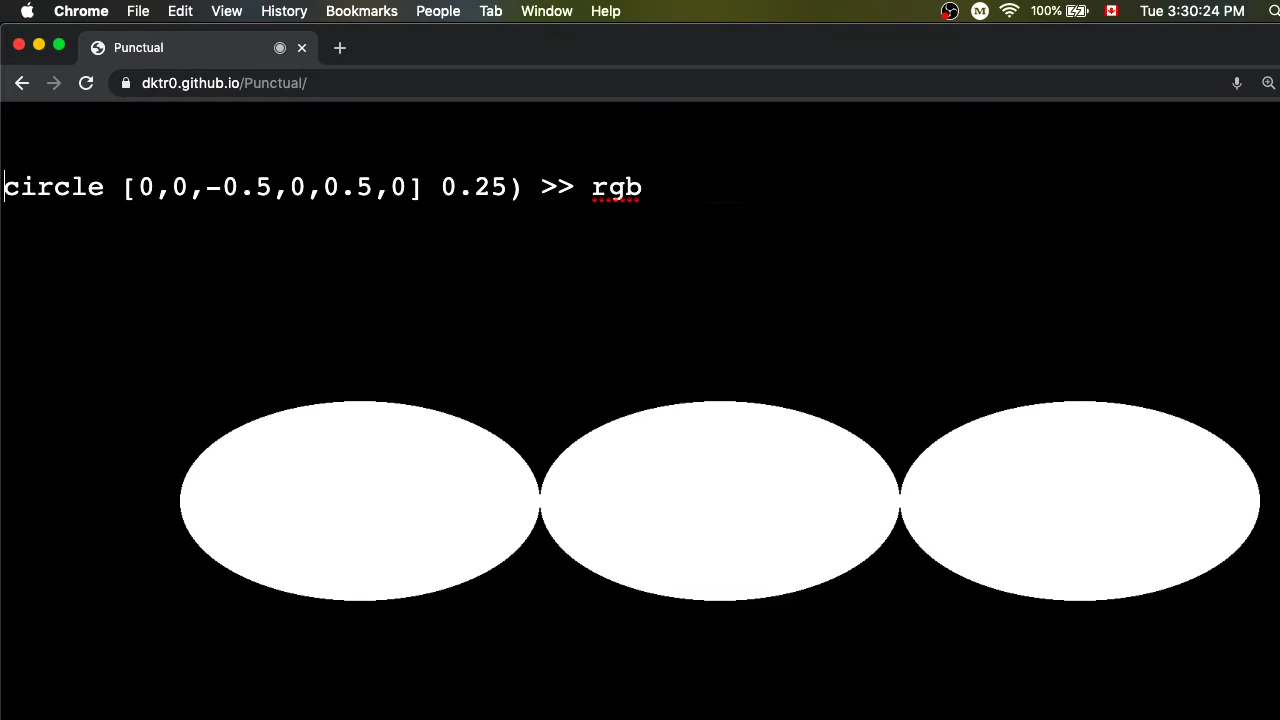 Chrome File Edit View History Bookmarks People Tab Window Help M 100% Tue 3:30:24 PM
Punctual
dktr0.github.io/Punctual/
circle [0,0,-0.5,0,0.5,0] 0.25) >> rgb